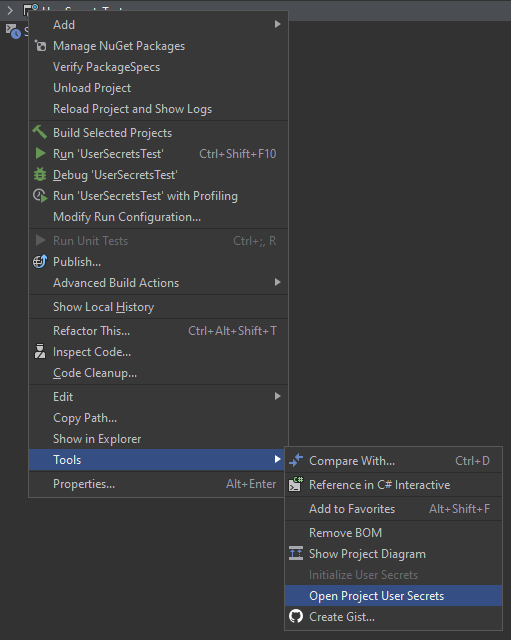 Add
Manage NuGet Packages
Verify PackageSpecs
Unload Project
Reload Project and Show Logs
Build Selected Projects
Run 'UserSecretsTest' Ctrl+Shift+F10
Debug 'UserSecretsTest'
Run 'UserSecretsTest' with Profiling
Modify Run Configuration...
Run Unit Tests Ctrl+;, R
Publish...
Advanced Build Actions
Show Local History
Refactor This... Ctrl+Alt+Shift+T
Inspect Code...
Code Cleanup...
Edit
Copy Path...
Show in Explorer
Tools
Properties... Alt+Enter
Compare With... Ctrl+D
Reference in C# Interactive
Add to Favorites Alt+Shift+F
Remove BOM
Show Project Diagram
Initialize User Secrets
Open Project User Secrets
Create Gist...